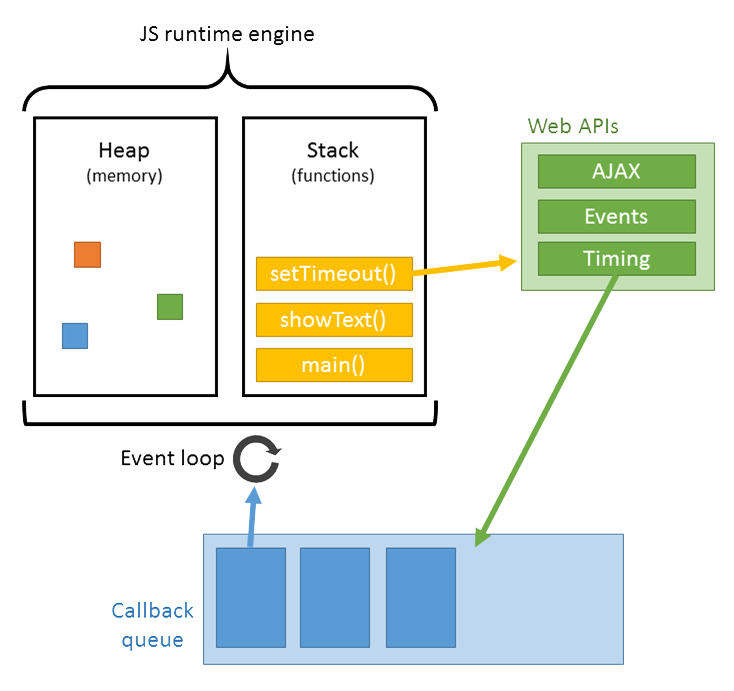 JS runtime engine
Heap
(memory)
Stack
(functions)
setTimeout()
showText()
main()
Web APIs
AJAX
Events
Timing
Event loop
Callback
queue